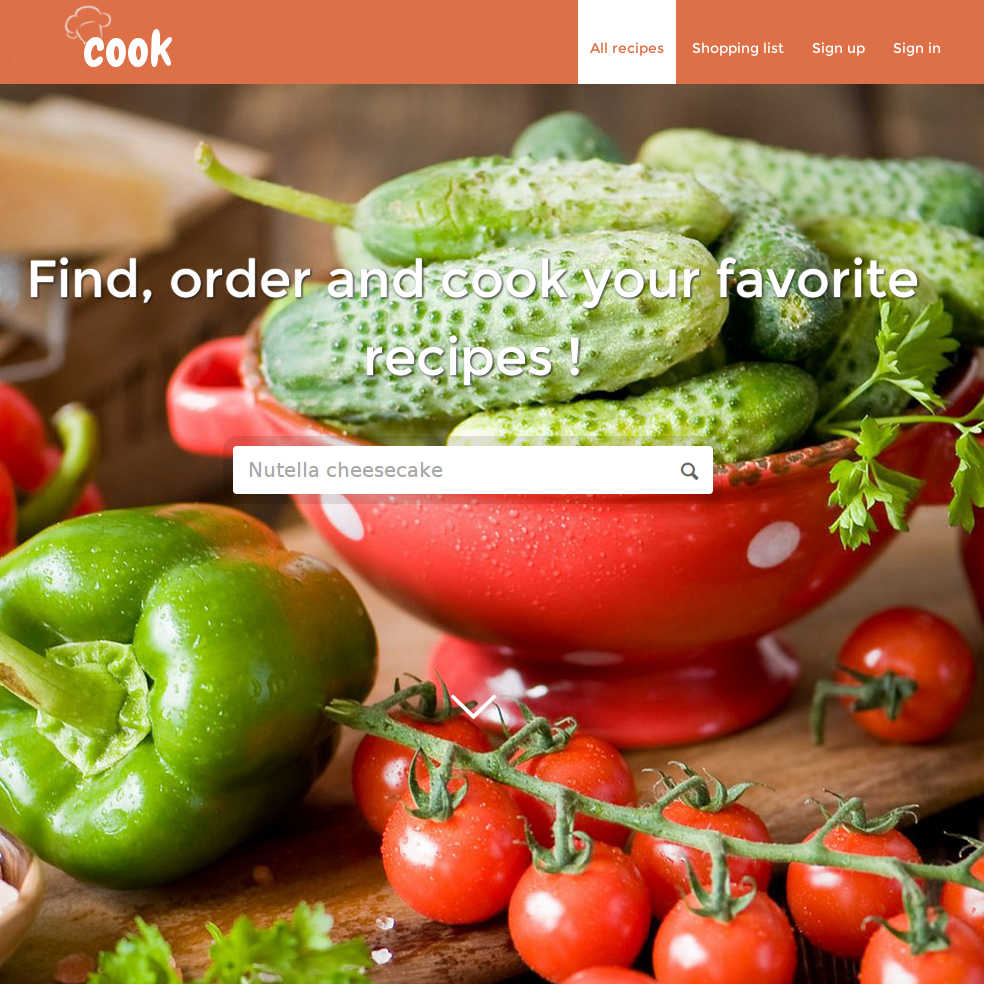 cook
All recipes
Shopping list
Sign up
Sign in
Find, order and cook your favorite
recipes !
Nutella cheesecake